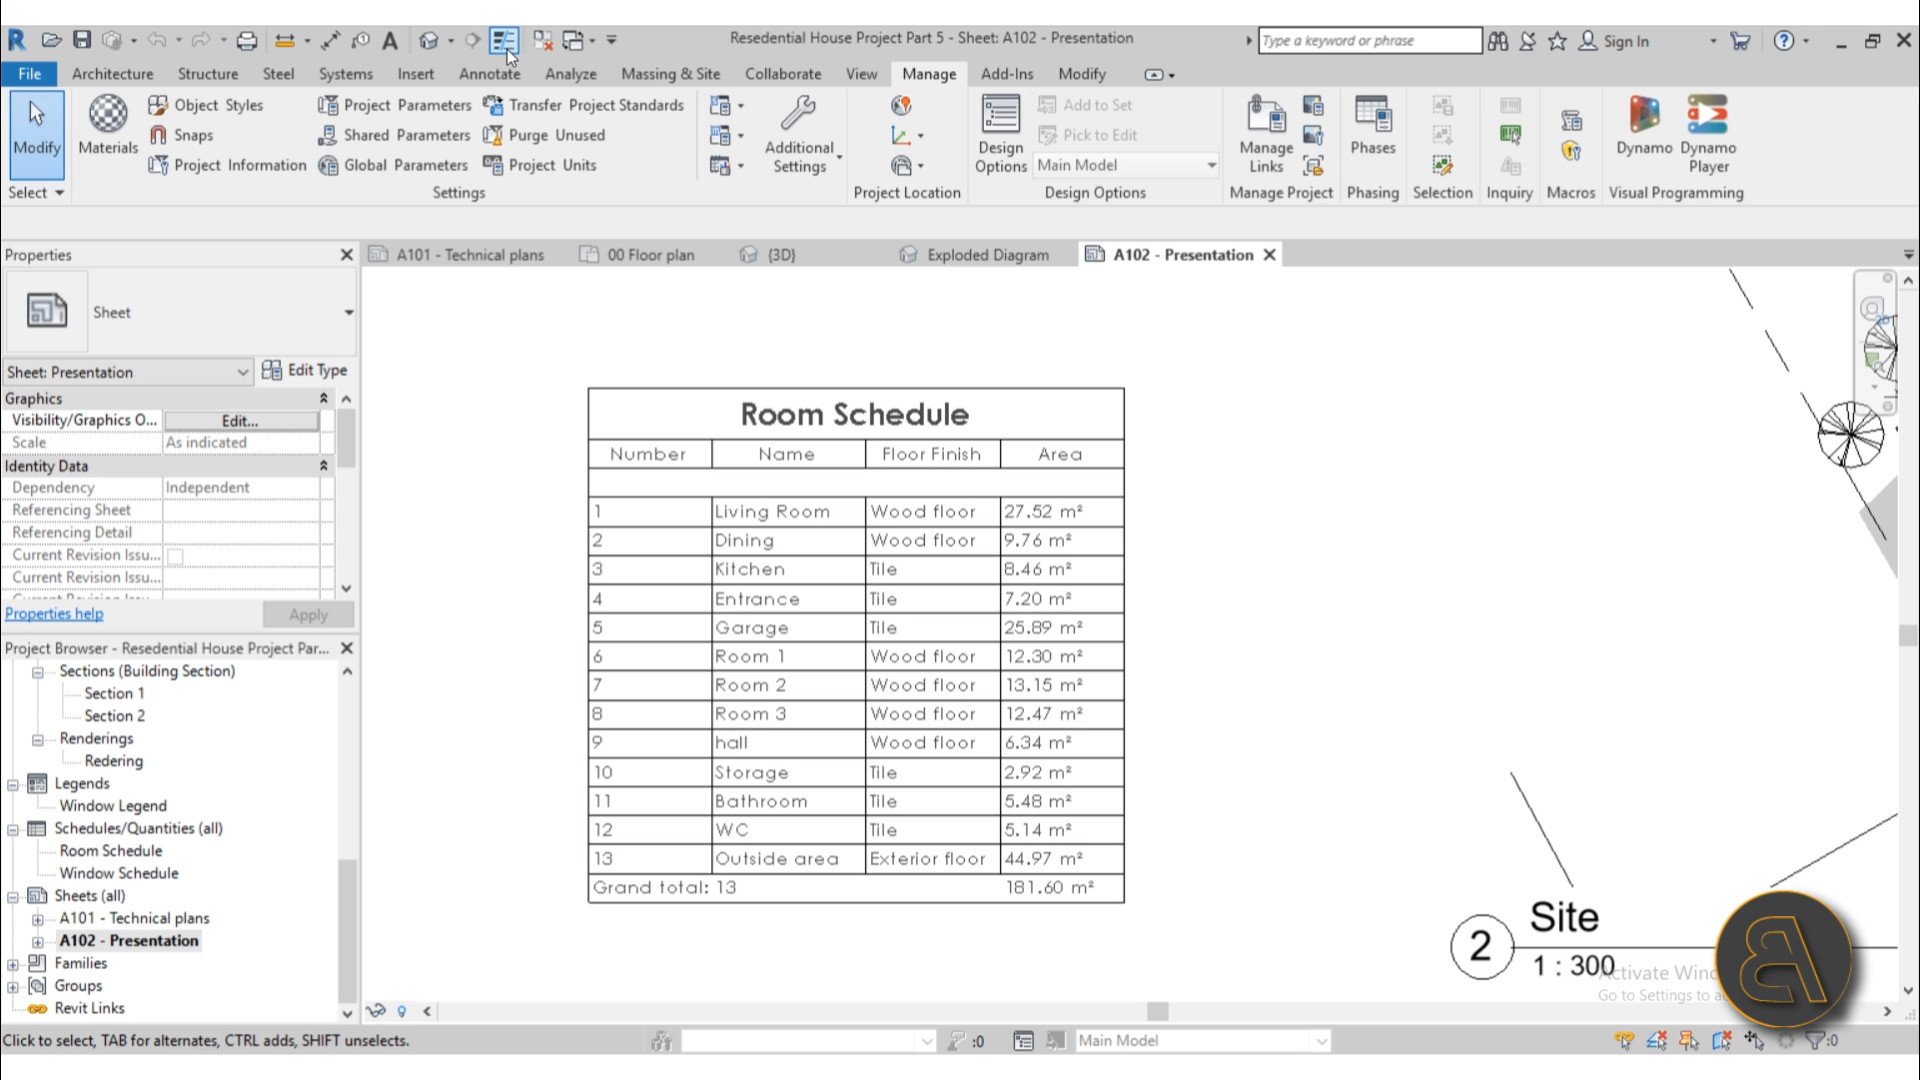 Resedential House Project Part 5 - Sheet: A102 - Presentation
Type a keyword or phrase
Sign In
File Architecture Structure Steel Systems Insert Annotate Analyze Massing & Site Collaborate View Manage Add-Ins Modify
Modify
Select
Materials
Object Styles
Snaps
Project Information
Project Parameters
Shared Parameters
Global Parameters
Transfer Project Standards
Purge Unused
Project Units
Settings
Additional
Settings
Project Location
Design
Options
Add to Set
Pick to Edit
Main Model
Design Options
Manage
Links
Manage Project
Phases
Phasing
Selection
Inquiry
Macros
Dynamo
Dynamo
Player
Visual Programming
Properties
A101 - Technical plans
00 Floor plan
{3D}
Exploded Diagram
A102 - Presentation
Sheet
Sheet: Presentation
Edit Type
Graphics
Visibility/Graphics O... Edit...
Scale As indicated
Identity Data
Dependency Independent
Referencing Sheet
Referencing Detail
Current Revision Issu...
Current Revision Issu...
Properties help
Apply
Project Browser - Resedential House Project Par...
Sections (Building Section)
Section 1
Section 2
Renderings
Redering
Legends
Window Legend
Schedules/Quantities (all)
Room Schedule
Window Schedule
Sheets (all)
A101 - Technical plans
A102 - Presentation
Families
Groups
Revit Links
Room Schedule
Number Name Floor Finish Area
1 Living Room Wood floor 27.52 m²
2 Dining Wood floor 9.76 m²
3 Kitchen Tile 8.46 m²
4 Entrance Tile 7.20 m²
5 Garage Tile 25.89 m²
6 Room 1 Wood floor 12.30 m²
7 Room 2 Wood floor 13.15 m²
8 Room 3 Wood floor 12.47 m²
9 hall Wood floor 6.34 m²
10 Storage Tile 2.92 m²
11 Bathroom Tile 5.48 m²
12 WC Tile 5.14 m²
13 Outside area Exterior floor 44.97 m²
Grand total: 13 181.60 m²
2
Site
1 : 300
Go to Settings to
Click to select, TAB for alternates, CTRL adds, SHIFT unselects.
:0
Main Model
:0